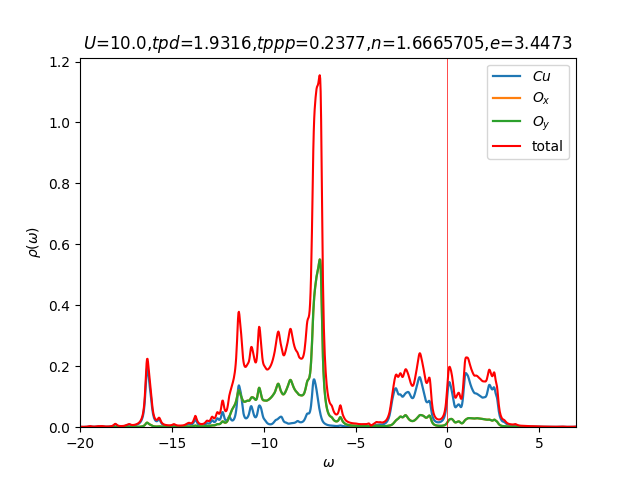 U=10.0,tpd=1.9316,tppp=0.2377,n=1.6665705,e=3.4473
1.2
1.0
0.8
0.6
0.4
0.2
0.0
ρ(ω)
Cu
Oₓ
Oᵧ
total
−20 −15 −10 −5 0 5
ω